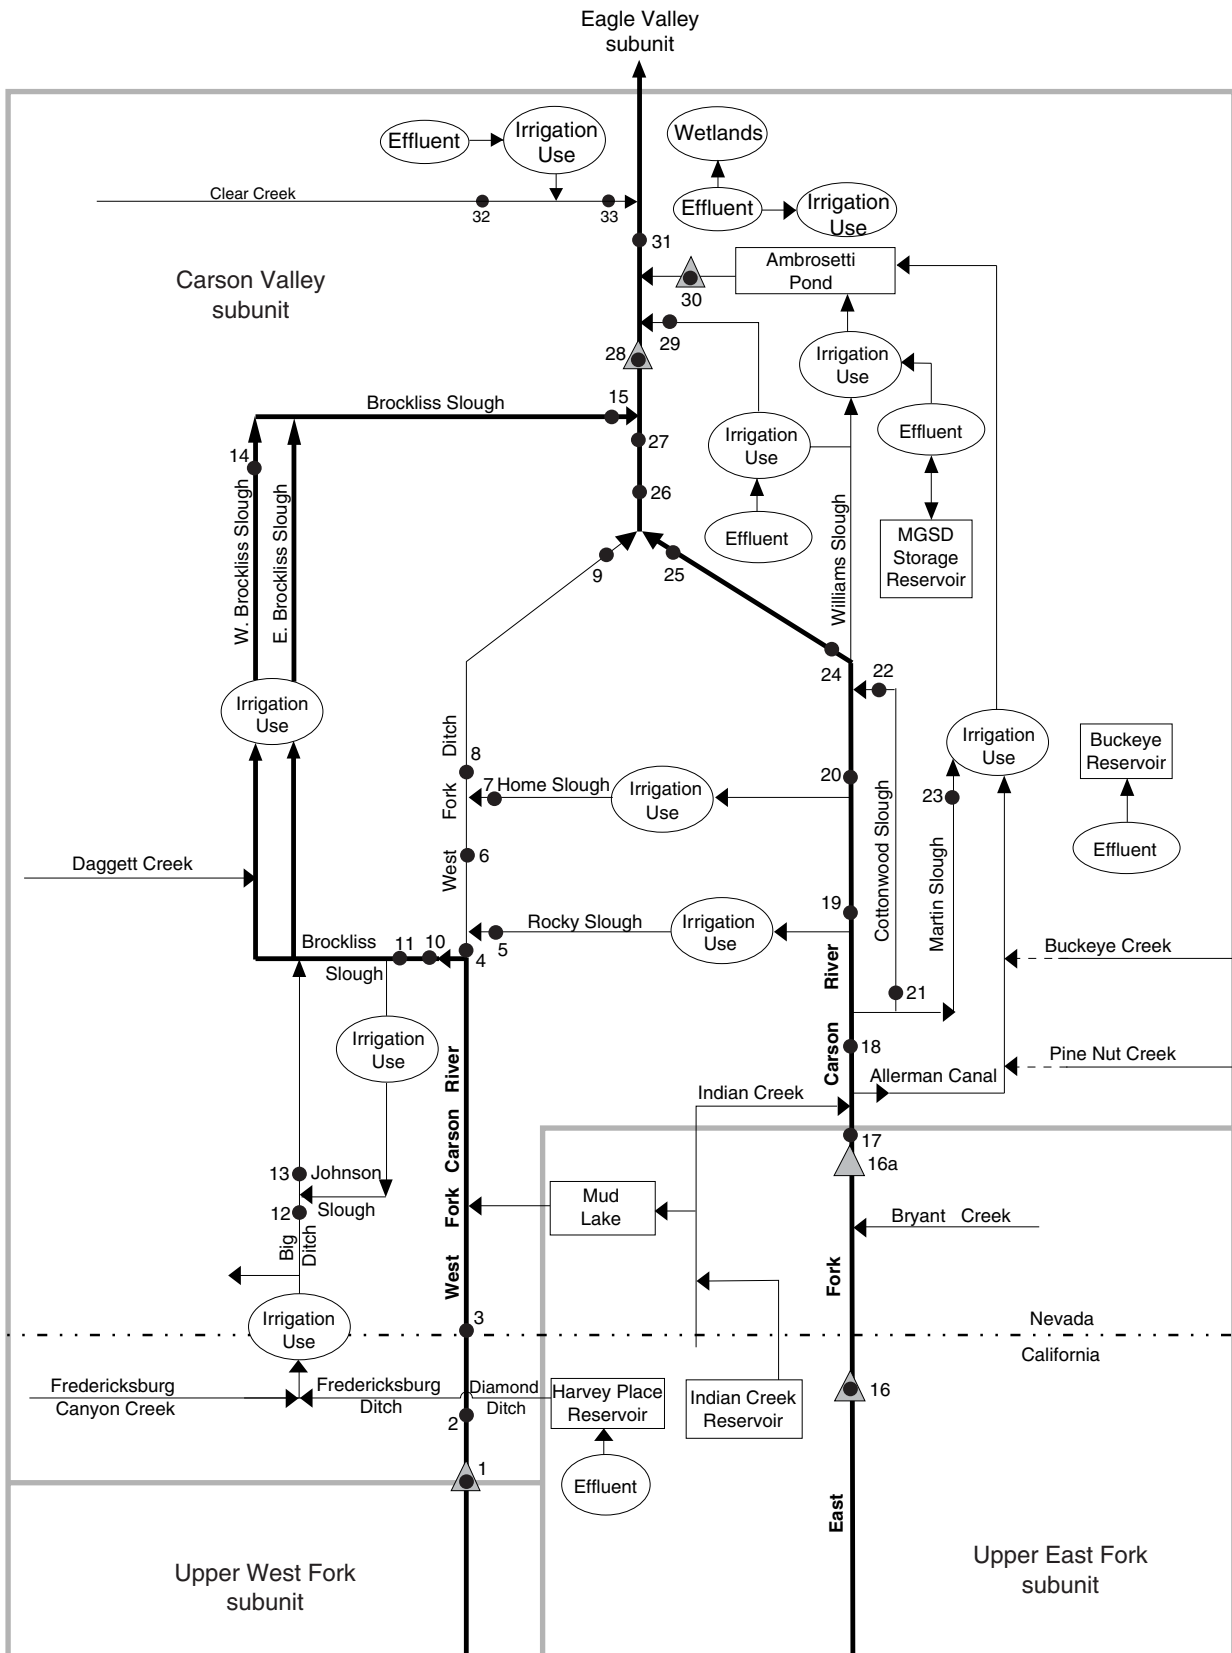 Eagle Valley
subunit
Effluent
Irrigation
Use
Wetlands
Effluent
Irrigation
Use
Clear Creek
32
33
31
Carson Valley
subunit
Ambrosetti
Pond
30
29
28
Irrigation
Use
15
Brockliss Slough
14
27
Irrigation
Use
Effluent
26
W. Brockliss Slough
E. Brockliss Slough
Effluent
MGSD
Storage
Reservoir
Williams Slough
9
25
24
22
Irrigation
Use
Ditch
Irrigation
Use
Buckeye
Reservoir
8
7
Home Slough
Irrigation
Use
20
23
Fork
Cottonwood Slough
Martin Slough
Effluent
6
West
Daggett Creek
19
Rocky Slough
5
Irrigation
Use
Brockliss
Slough
11
10
4
River
Buckeye Creek
21
Irrigation
Use
18
Carson
Pine Nut Creek
Allerman Canal
Indian Creek
River
Carson
17
16a
13
Johnson
Slough
12
Big
Ditch
Fork
Mud
Lake
Bryant Creek
West
Fork
Irrigation
Use
3
Nevada
California
Fredericksburg
Canyon Creek
Fredericksburg
Ditch
Diamond
Ditch
Harvey Place
Reservoir
Indian Creek
Reservoir
16
2
1
Effluent
East
Upper West Fork
subunit
Upper East Fork
subunit